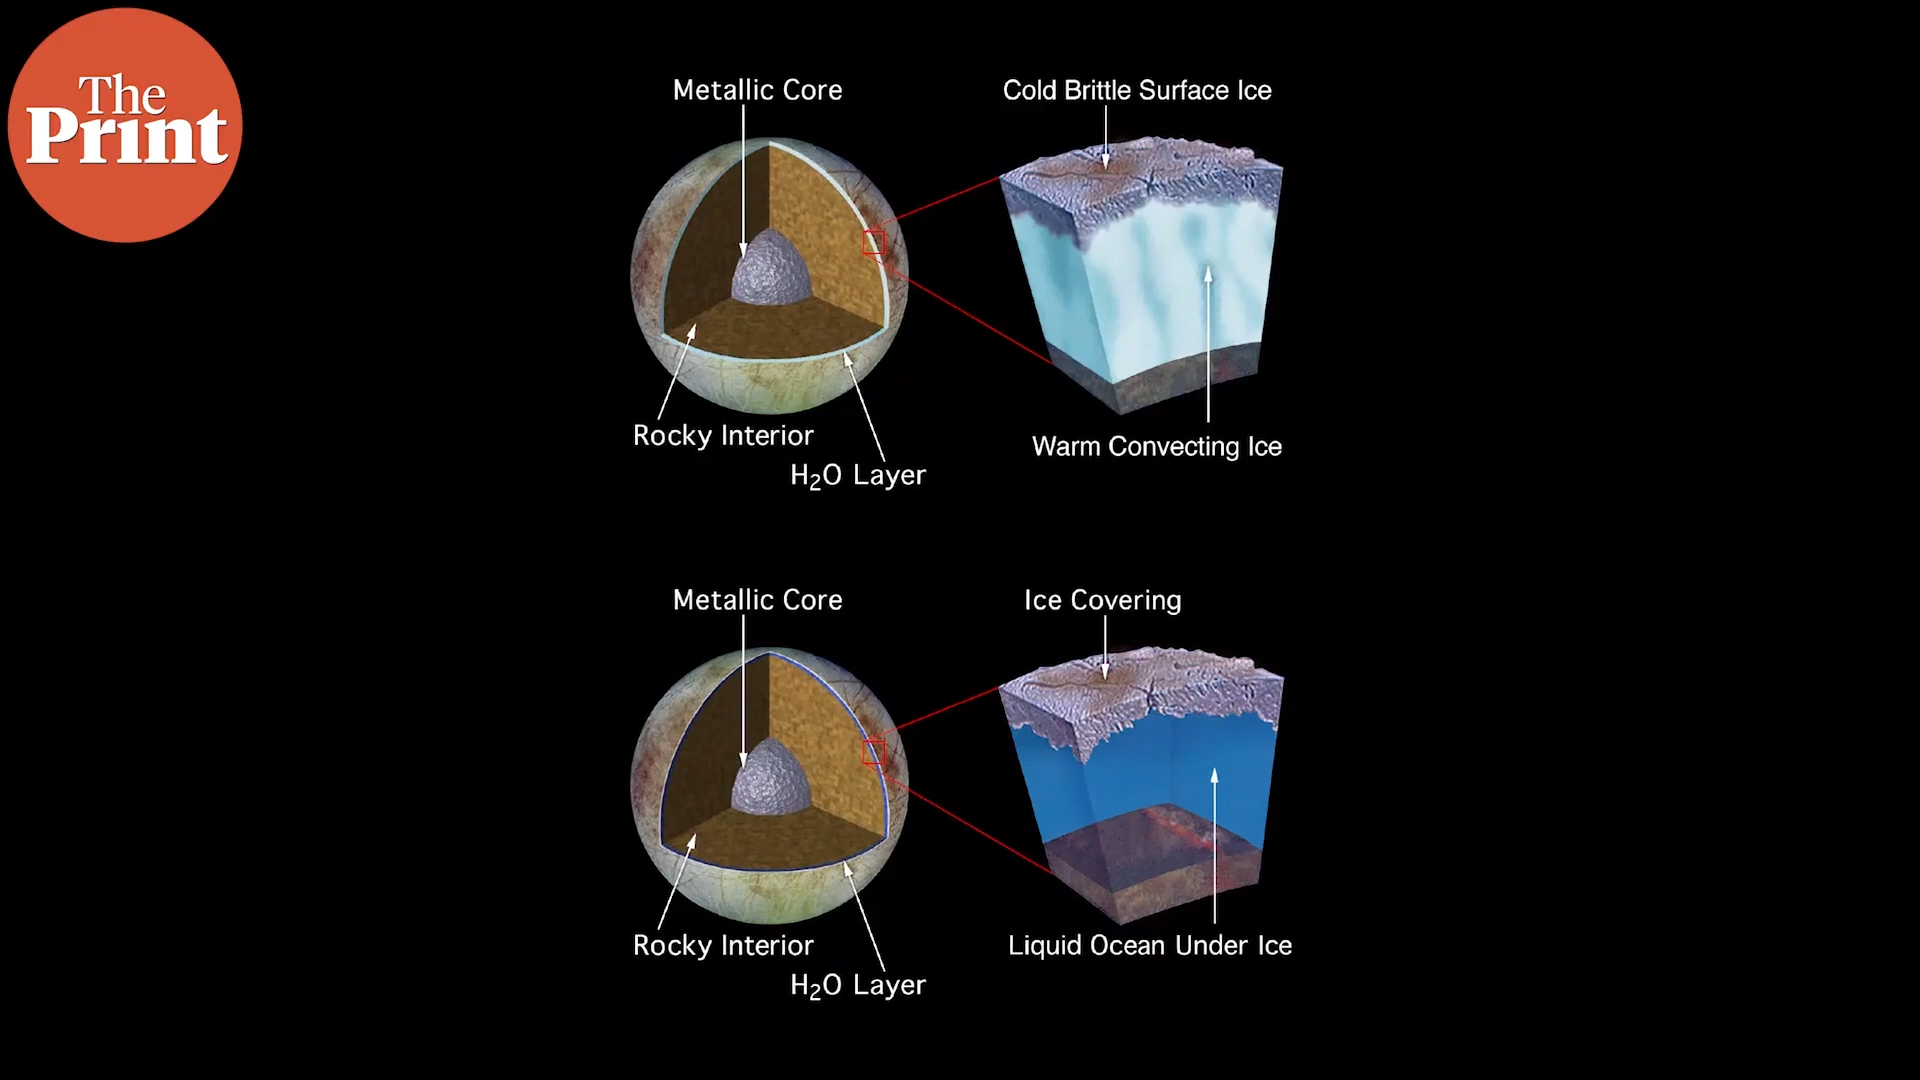 The
Print
Metallic Core
Cold Brittle Surface Ice
Rocky Interior
H₂O Layer
Warm Convecting Ice
Metallic Core
Ice Covering
Rocky Interior
H₂O Layer
Liquid Ocean Under Ice